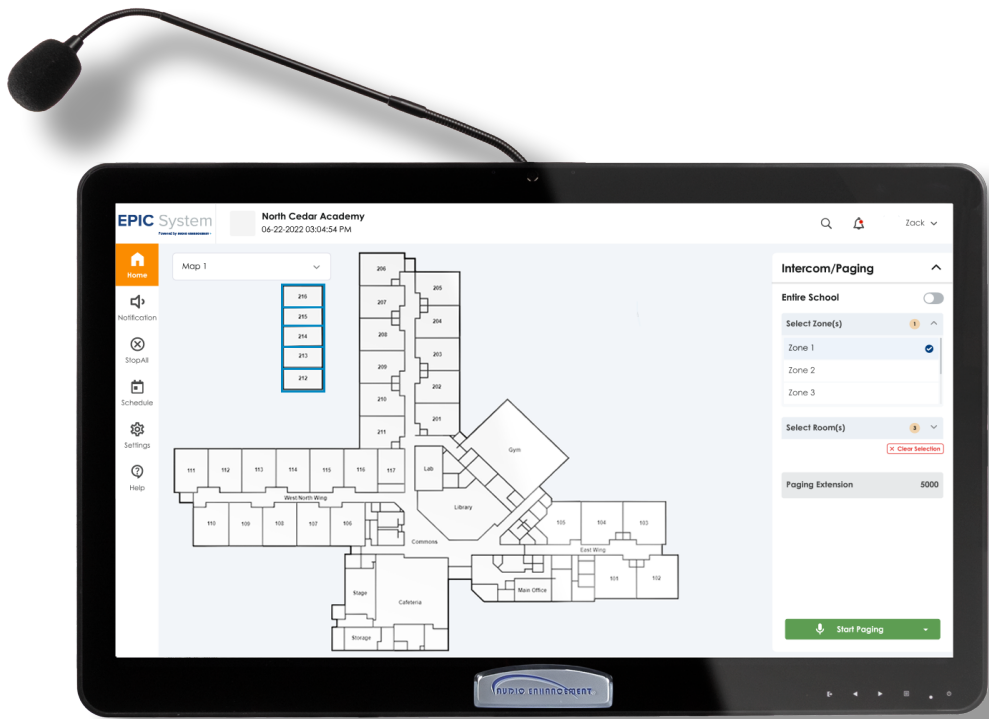 EPIC System
Powered by AUDIO ENHANCEMENT
North Cedar Academy
06-22-2022 03:04:54 PM
Zack
Home
Notification
StopAll
Schedule
Settings
Help
Map 1
216
215
214
213
212
206
207
208
209
210
211
205
204
203
202
201
Gym
111
112
113
114
115
116
117
Lab
West North Wing
Library
110
109
108
107
106
Commons
105
104
103
East Wing
101
102
Main Office
Stage
Cafeteria
Storage
Intercom/Paging
Entire School
Select Zone(s)
1
Zone 1
Zone 2
Zone 3
Select Room(s)
3
Clear Selection
Paging Extension
5000
Start Paging
AUDIO ENHANCEMENT